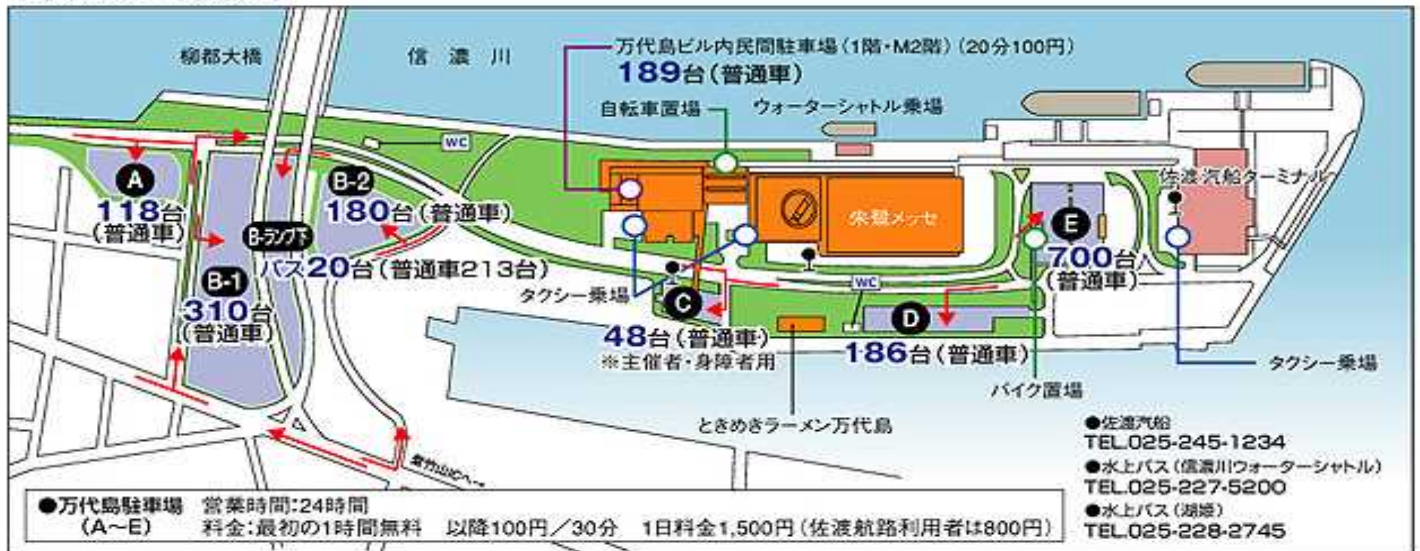 柳都大橋
信濃川
万代島ビル内民間駐車場(1階・M2階)(20分100円)
189台(普通車)
自転車置場
ウォーターシャトル乗場
WC
A
118台
(普通車)
B-2
180台(普通車)
B-ランプ下
バス20台(普通車213台)
B-1
310台
(普通車)
朱鷺メッセ
佐渡汽船ターミナル
E
700台
(普通車)
タクシー乗場
C
48台(普通車)
※主催者・身障者用
WC
D
186台(普通車)
バイク置場
タクシー乗場
ときめきラーメン万代島
紫竹山ICへ
●佐渡汽船
TEL.025-245-1234
●水上バス(信濃川ウォーターシャトル)
TEL.025-227-5200
●水上バス(湖姫)
TEL.025-228-2745
●万代島駐車場 営業時間:24時間
(A~E) 料金:最初の1時間無料 以降100円/30分 1日料金1,500円(佐渡航路利用者は800円)